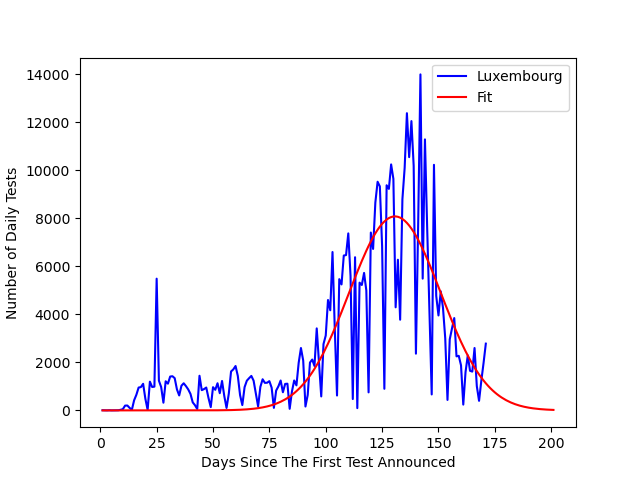 Luxembourg
Fit
14000
12000
10000
8000
6000
4000
2000
0
Number of Daily Tests
0 25 50 75 100 125 150 175 200
Days Since The First Test Announced